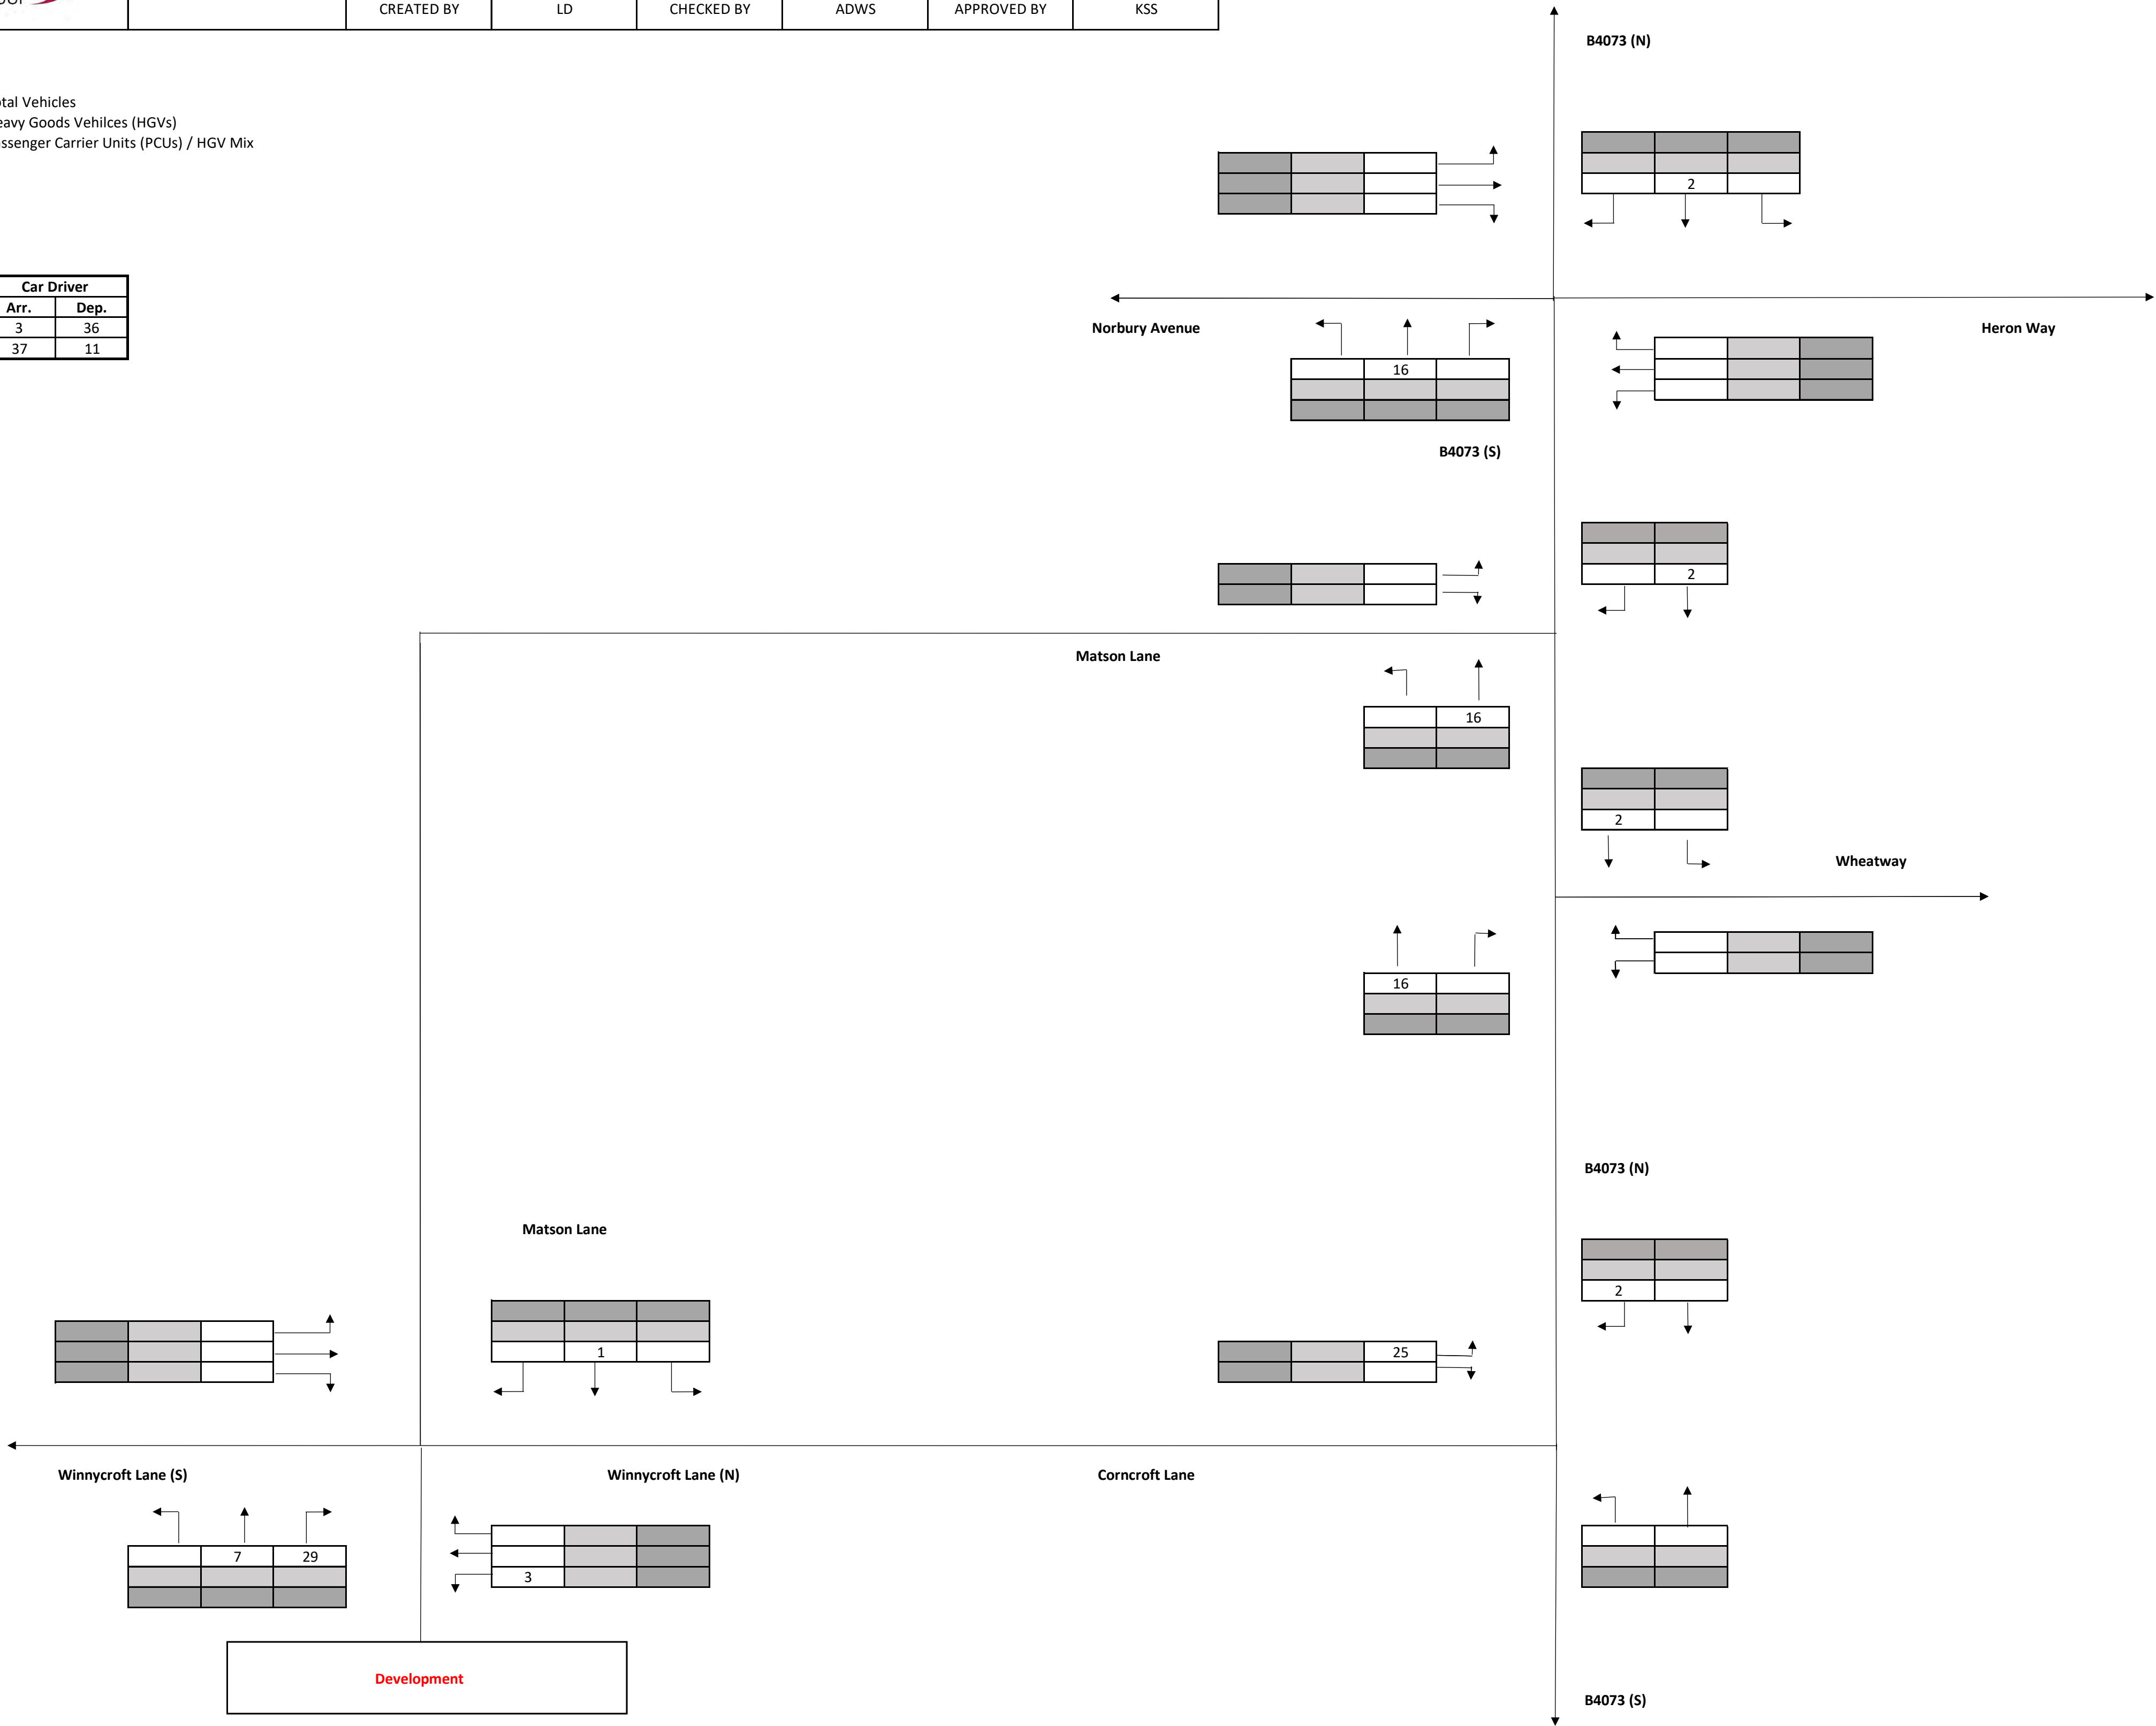 CREATED BY LD CHECKED BY ADWS APPROVED BY KSS
B4073 (N)
otal Vehicles
eavy Goods Vehilces (HGVs)
assenger Carrier Units (PCUs) / HGV Mix
2
Car Driver
Arr. Dep.
3 36
37 11
Norbury Avenue
Heron Way
16
B4073 (S)
2
Matson Lane
16
2
Wheatway
16
B4073 (N)
Matson Lane
2
1
25
Winnycroft Lane (S)
Winnycroft Lane (N)
Corncroft Lane
7 29
3
Development
B4073 (S)